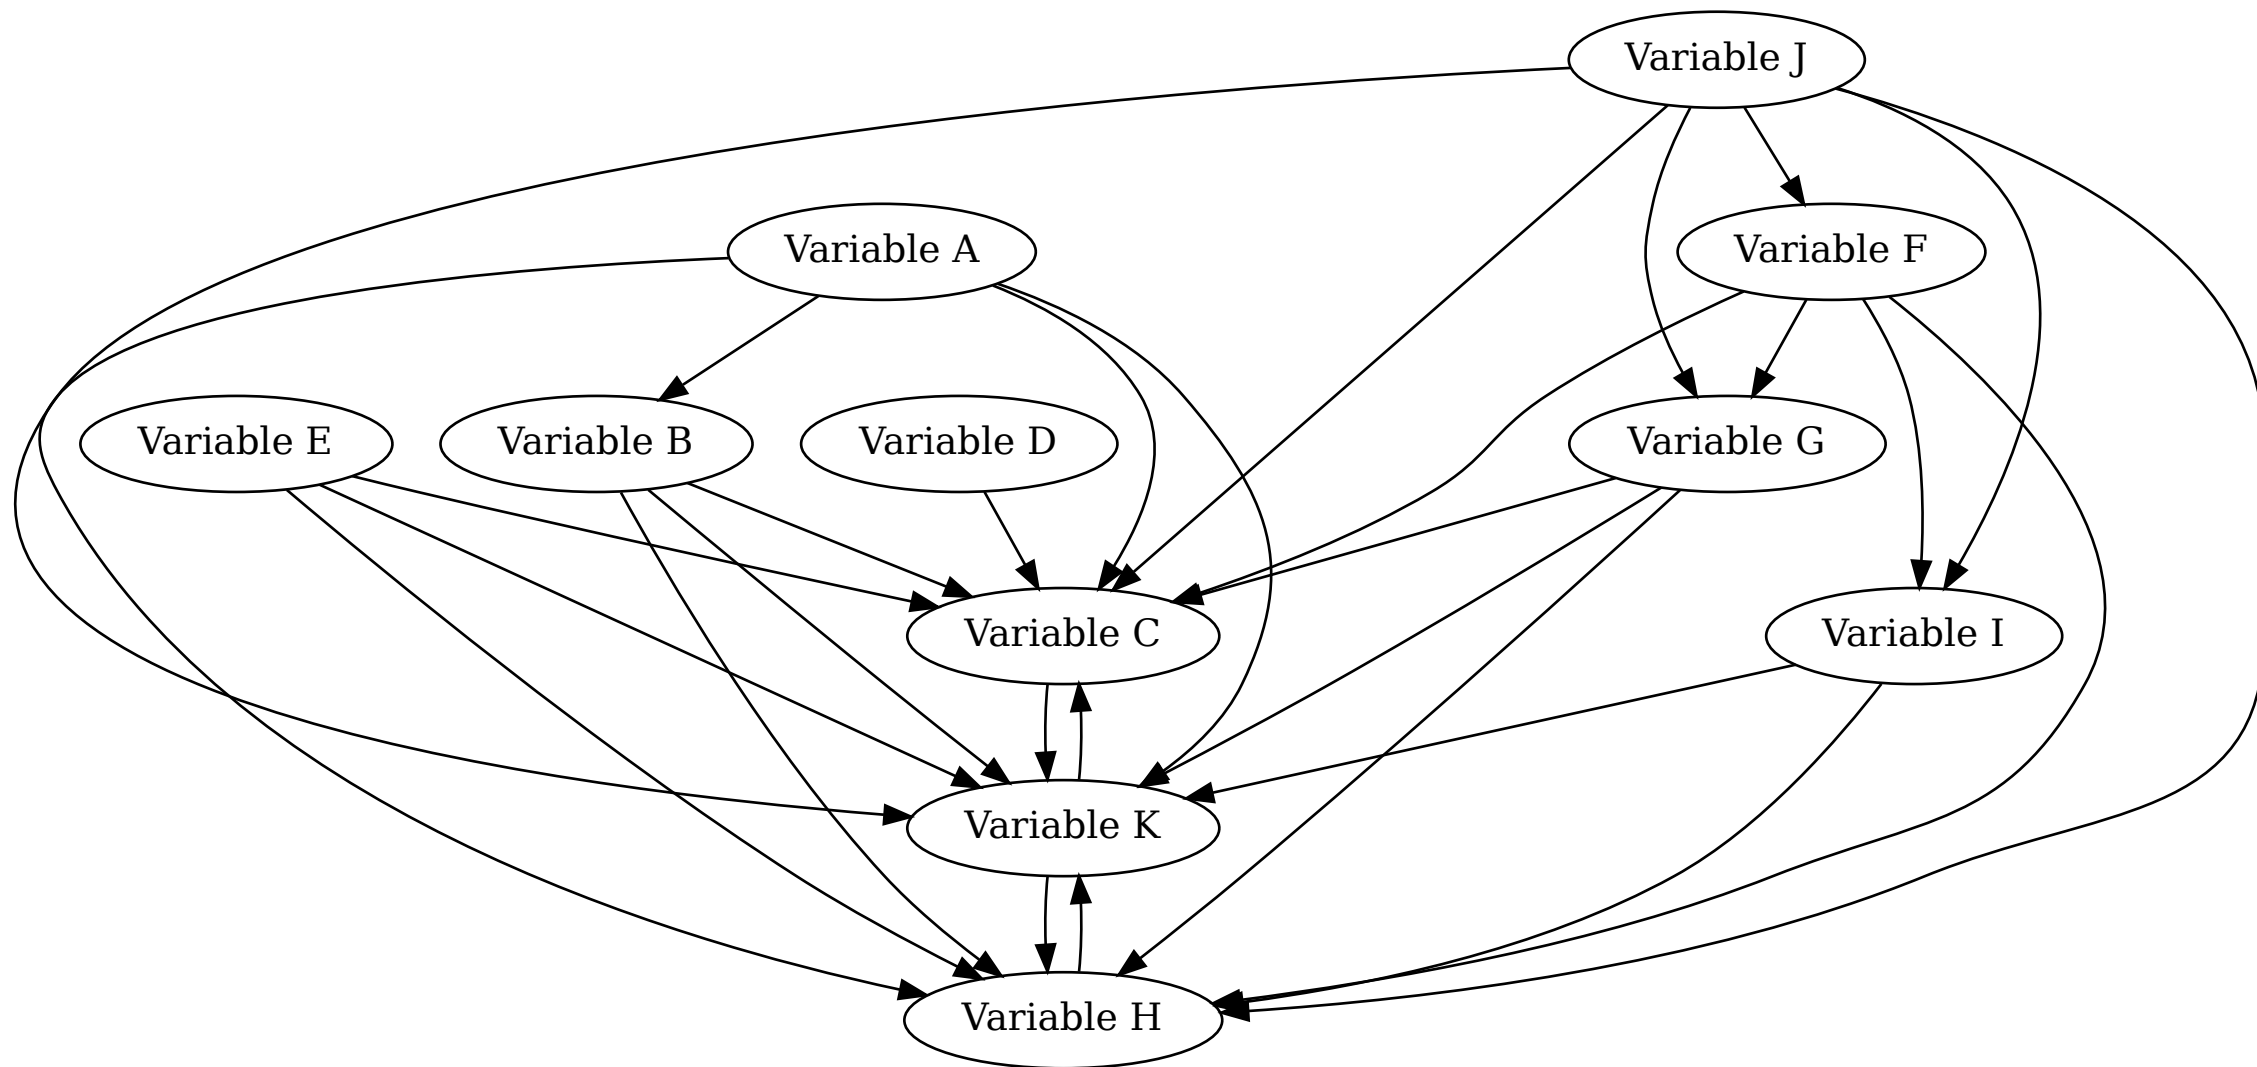 Variable J
Variable A
Variable F
Variable E
Variable B
Variable D
Variable G
Variable C
Variable I
Variable K
Variable H